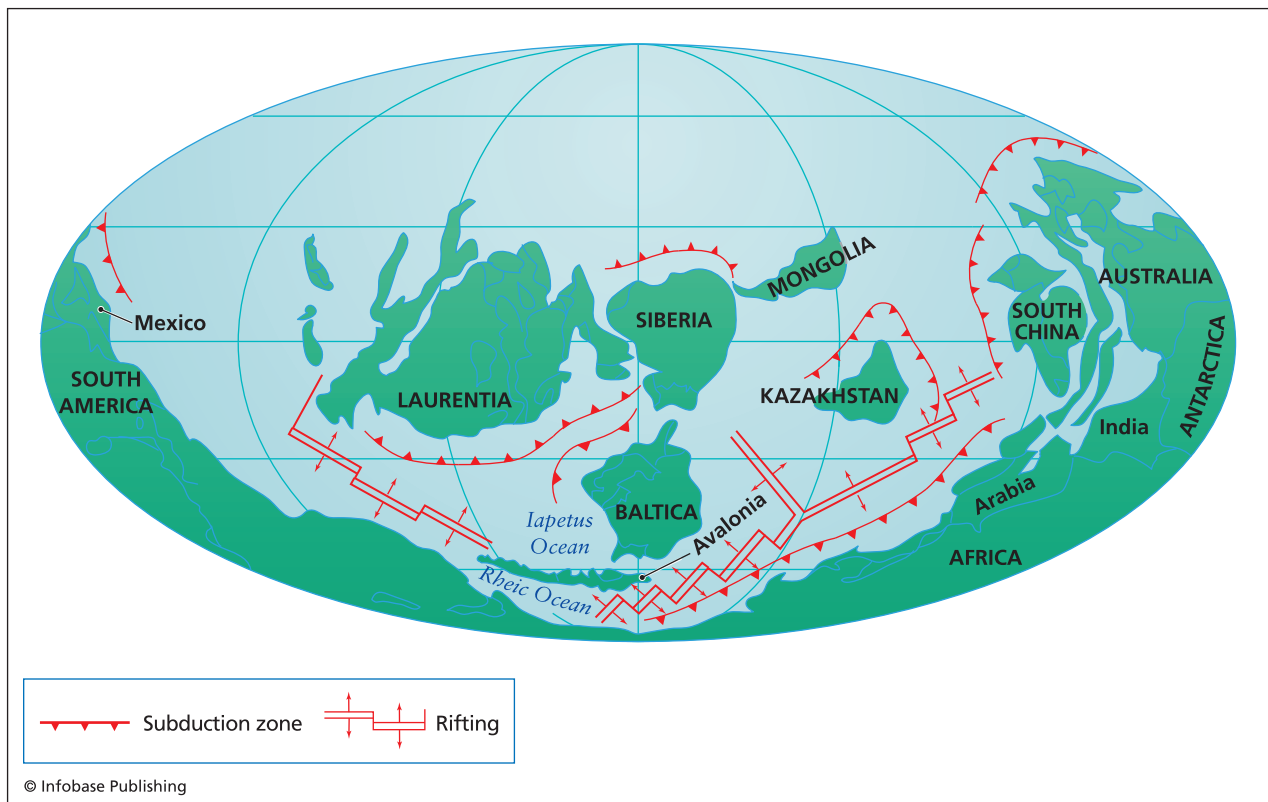 MONGOLIA
AUSTRALIA
SIBERIA
SOUTH
CHINA
Mexico
ANTARCTICA
SOUTH
AMERICA
LAURENTIA
KAZAKHSTAN
India
Arabia
BALTICA
Avalonia
Iapetus
Ocean
AFRICA
Rheic Ocean
Subduction zone
Rifting
© Infobase Publishing